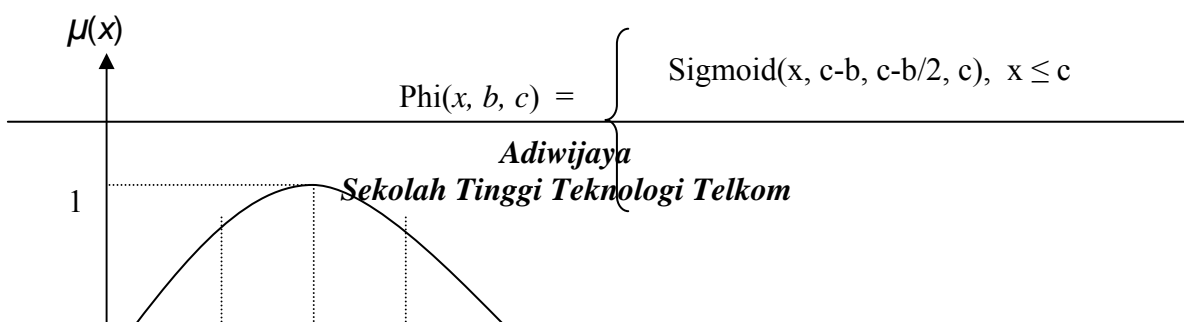 μ(x)
Sigmoid(x, c-b, c-b/2, c), x ≤ c
Phi(x, b, c) =
Adiwijaya
Sekolah Tinggi Teknologi Telkom
1